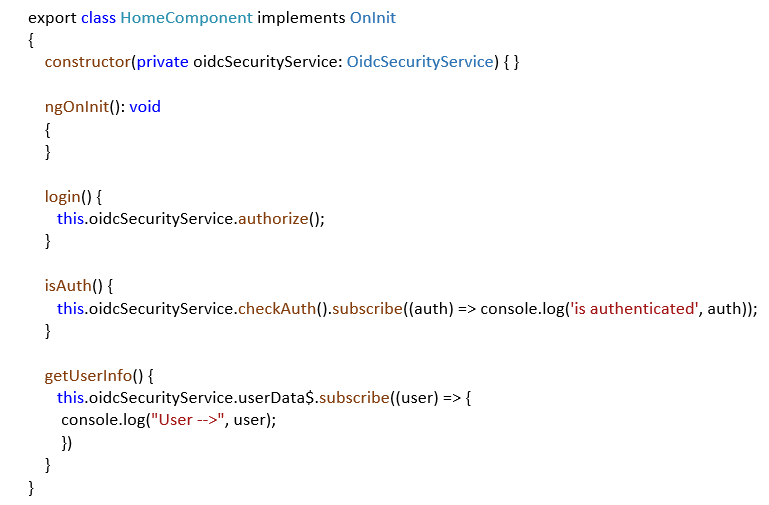 export class HomeComponent implements OnInit
{
constructor(private oidcSecurityService: OidcSecurityService) { }
ngOnInit(): void
{
}
login() {
this.oidcSecurityService.authorize();
}
isAuth() {
this.oidcSecurityService.checkAuth().subscribe((auth) => console.log('is authenticated', auth));
}
getUserInfo() {
this.oidcSecurityService.userData$.subscribe((user) => {
console.log("User -->", user);
})
}
}